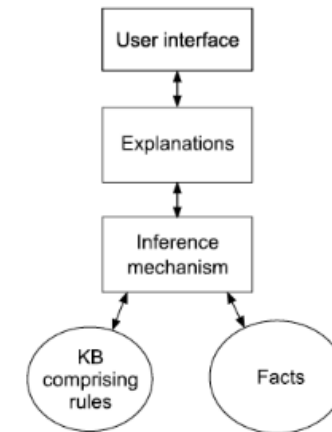 User interface
Explanations
Inference
mechanism
KB
comprising
rules
Facts